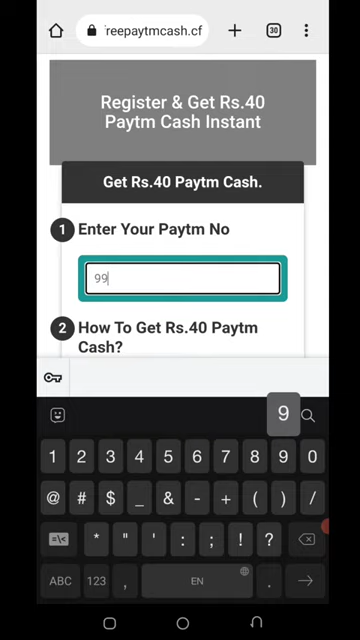 reepaytmcash.cf
30
Register & Get Rs.40
Paytm Cash Instant
Get Rs.40 Paytm Cash.
1 Enter Your Paytm No
99
2 How To Get Rs.40 Paytm
Cash?
9
1 2 3 4 5 6 7 8 9 0
@ # $ _ & - + ( ) /
=\< * " ' : ; ! ?
ABC 123 , EN .